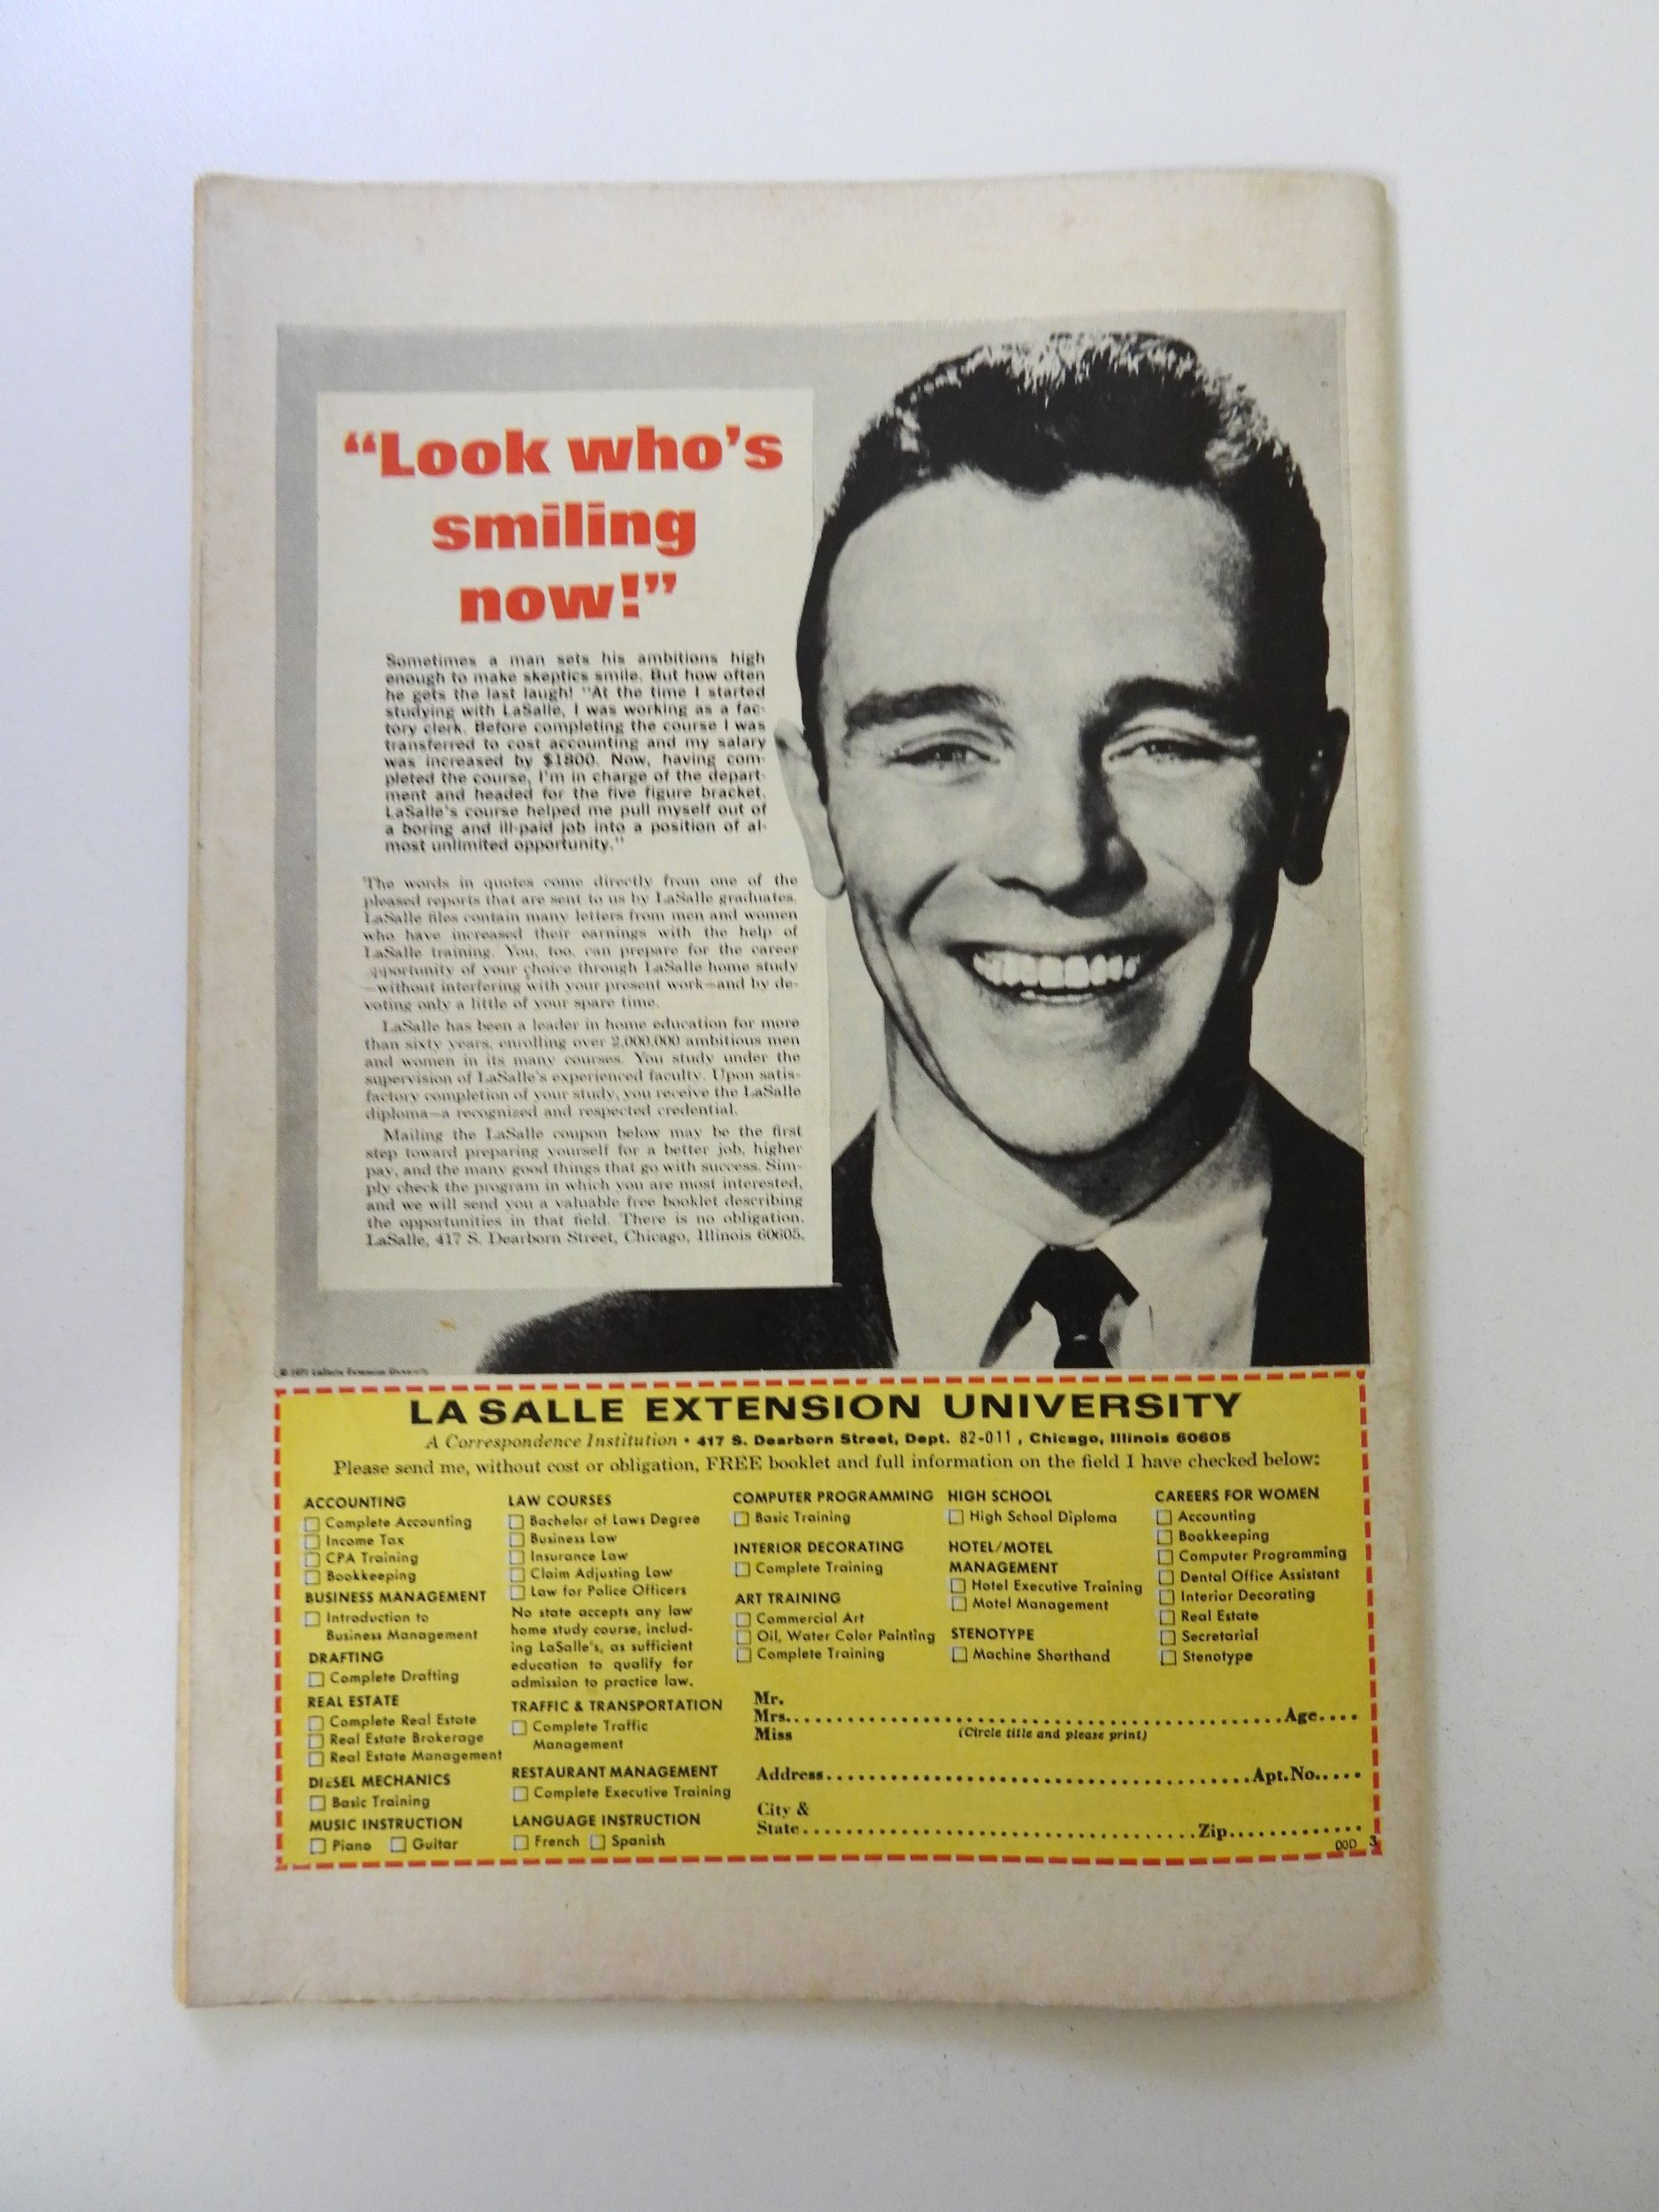 “Look who’s
smiling
now!”
Sometimes a man sets his ambitions high
enough to make skeptics smile. But how often
he gets the last laugh! "At the time I started
studying with LaSalle, I was working as a fac-
tory clerk. Before completing the course I was
transferred to cost accounting and my salary
was increased by $1800. Now, having com-
pleted the course, I'm in charge of the depart-
ment and headed for the five figure bracket.
LaSalle's course helped me pull myself out of
a boring and ill-paid job into a position of al-
most unlimited opportunity."
The words in quotes come directly from one of the
pleased reports that are sent to us by LaSalle graduates.
LaSalle files contain many letters from men and women
who have increased their earnings with the help of
LaSalle training. You, too, can prepare for the career
opportunity of your choice through LaSalle home study
—without interfering with your present work—and by de-
voting only a little of your spare time.
LaSalle has been a leader in home education for more
than sixty years, enrolling over 2,000,000 ambitious men
and women in its many courses. You study under the
supervision of LaSalle's experienced faculty. Upon satis-
factory completion of your study, you receive the LaSalle
diploma—a recognized and respected credential.
Mailing the LaSalle coupon below may be the first
step toward preparing yourself for a better job, higher
pay, and the many good things that go with success. Sim-
ply check the program in which you are most interested,
and we will send you a valuable free booklet describing
the opportunities in that field. There is no obligation.
LaSalle, 417 S. Dearborn Street, Chicago, Illinois 60605.
LaSalle Extension University
LA SALLE EXTENSION UNIVERSITY
A Correspondence Institution • 417 S. Dearborn Street, Dept. 82-011, Chicago, Illinois 60605
Please send me, without cost or obligation, FREE booklet and full information on the field I have checked below:
ACCOUNTING
Complete Accounting
Income Tax
CPA Training
Bookkeeping
BUSINESS MANAGEMENT
Introduction to
Business Management
DRAFTING
Complete Drafting
REAL ESTATE
Complete Real Estate
Real Estate Brokerage
Real Estate Management
DIESEL MECHANICS
Basic Training
MUSIC INSTRUCTION
Piano Guitar
LAW COURSES
Bachelor of Laws Degree
Business Law
Insurance Law
Claim Adjusting Law
Law for Police Officers
No state accepts any law
home study course, includ-
ing LaSalle's, as sufficient
education to qualify for
admission to practice law.
TRAFFIC & TRANSPORTATION
Complete Traffic
Management
RESTAURANT MANAGEMENT
Complete Executive Training
LANGUAGE INSTRUCTION
French Spanish
COMPUTER PROGRAMMING
Basic Training
INTERIOR DECORATING
Complete Training
ART TRAINING
Commercial Art
Oil, Water Color Painting
Complete Training
HIGH SCHOOL
High School Diploma
HOTEL/MOTEL
MANAGEMENT
Hotel Executive Training
Motel Management
STENOTYPE
Machine Shorthand
CAREERS FOR WOMEN
Accounting
Bookkeeping
Computer Programming
Dental Office Assistant
Interior Decorating
Real Estate
Secretarial
Stenotype
Mr.
Mrs. Age
Miss (Circle title and please print)
Address Apt.No.
City &
State Zip
00D 3